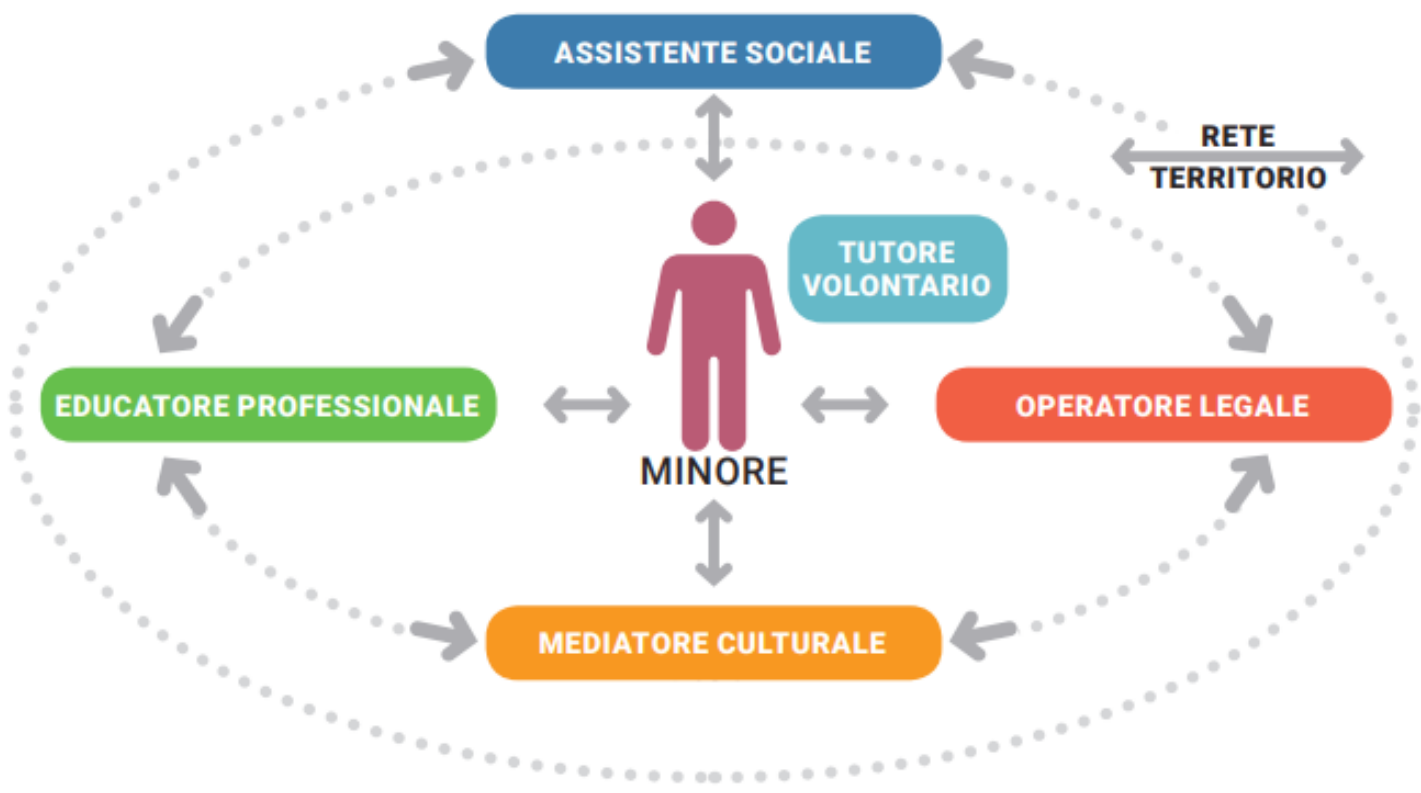 ASSISTENTE SOCIALE
RETE
TERRITORIO
TUTORE
VOLONTARIO
EDUCATORE PROFESSIONALE
OPERATORE LEGALE
MINORE
MEDIATORE CULTURALE